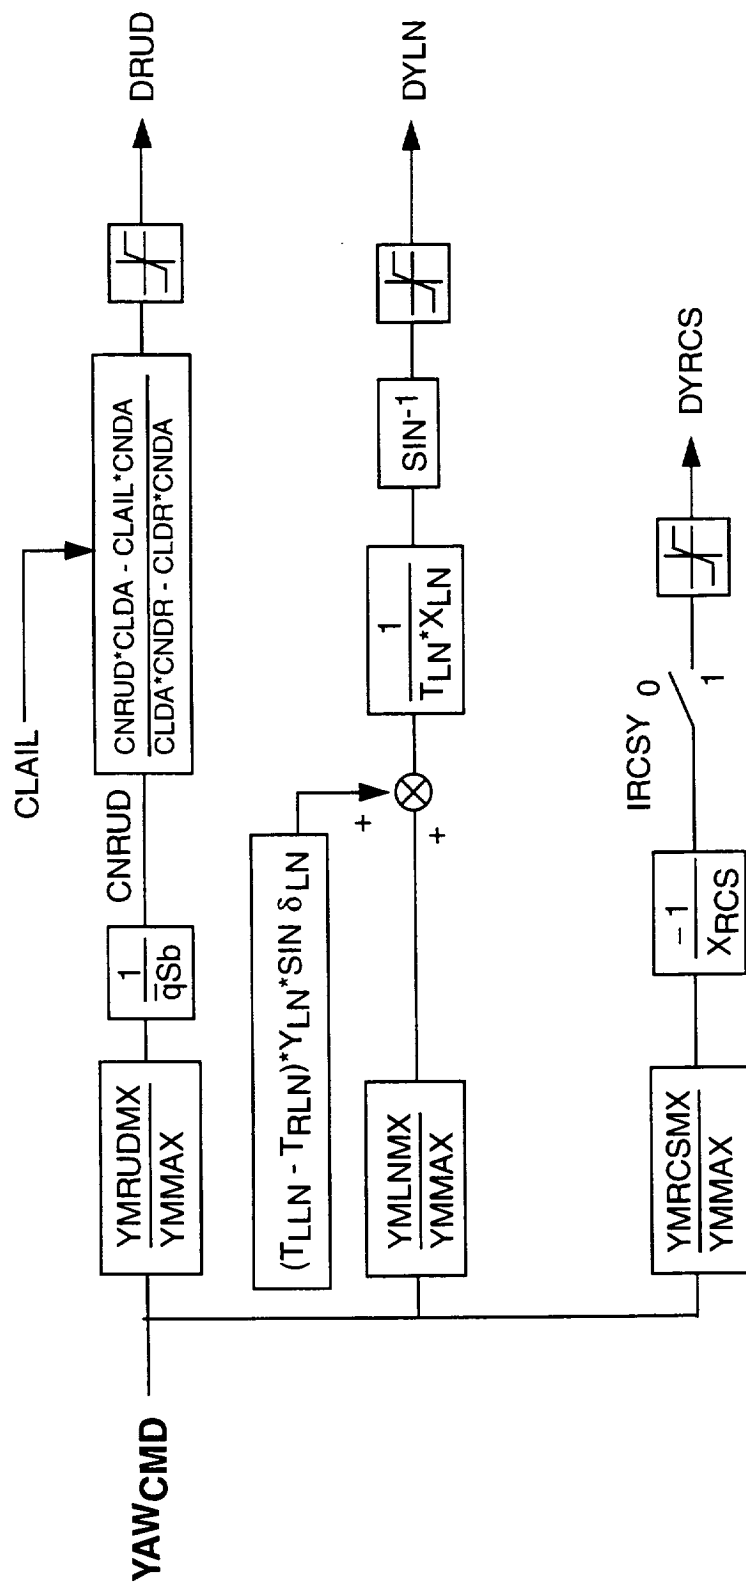 YAWCMD
YMRUDMX
YMMAX
1
q̅Sb
CNRUD
CLAIL
CNRUD*CLDA - CLAIL*CNDA
CLDA*CNDR - CLDR*CNDA
DRUD
(TLLN - TRLN)*YLN*SIN δLN
+
+
YMLNMX
YMMAX
1
TLN*XLN
SIN-1
DYLN
YMRCSMX
YMMAX
-1
XRCS
IRCSY 0
1
DYRCS